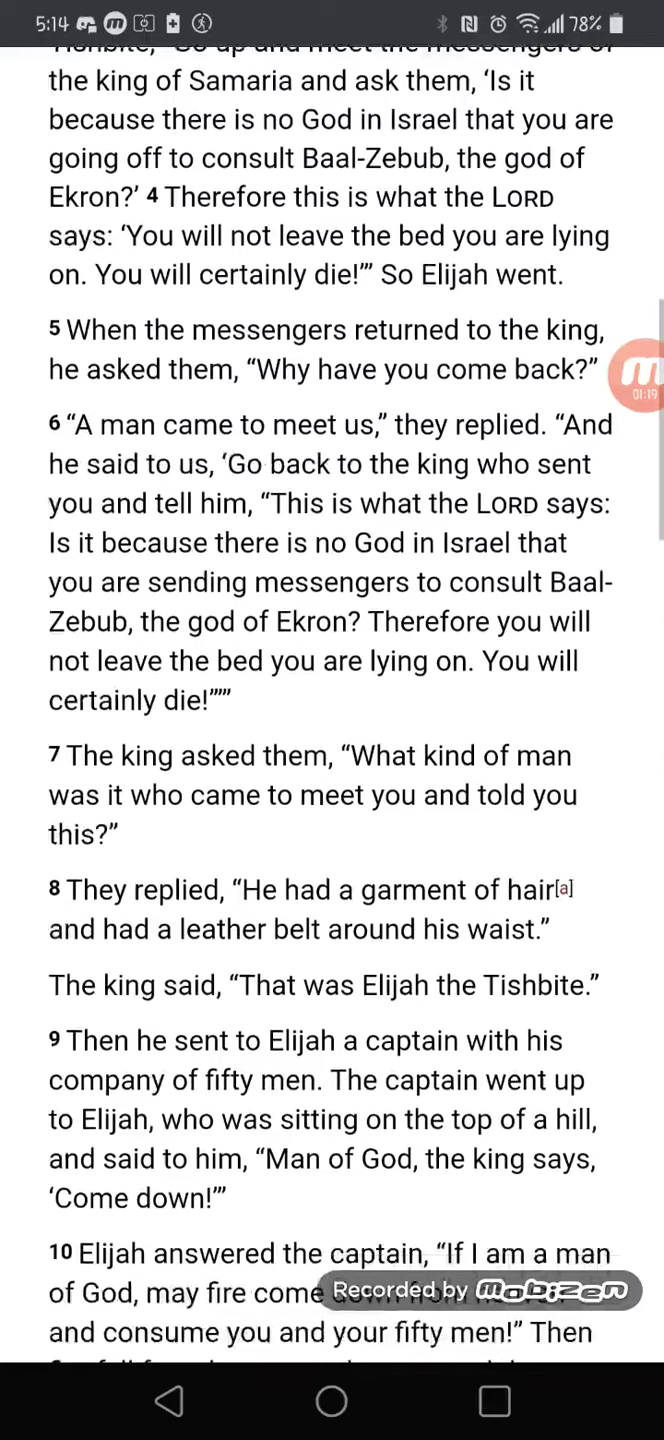 5:14
78%
the king of Samaria and ask them, ‘Is it
because there is no God in Israel that you are
going off to consult Baal-Zebub, the god of
Ekron?’ 4 Therefore this is what the LORD
says: ‘You will not leave the bed you are lying
on. You will certainly die!’” So Elijah went.
5 When the messengers returned to the king,
he asked them, “Why have you come back?”
01:19
6 “A man came to meet us,” they replied. “And
he said to us, ‘Go back to the king who sent
you and tell him, “This is what the LORD says:
Is it because there is no God in Israel that
you are sending messengers to consult Baal-
Zebub, the god of Ekron? Therefore you will
not leave the bed you are lying on. You will
certainly die!”’”
7 The king asked them, “What kind of man
was it who came to meet you and told you
this?”
8 They replied, “He had a garment of hair[a]
and had a leather belt around his waist.”
The king said, “That was Elijah the Tishbite.”
9 Then he sent to Elijah a captain with his
company of fifty men. The captain went up
to Elijah, who was sitting on the top of a hill,
and said to him, “Man of God, the king says,
‘Come down!’”
10 Elijah answered the captain, “If I am a man
of God, may fire come
Recorded by mobizen
and consume you and your fifty men!” Then